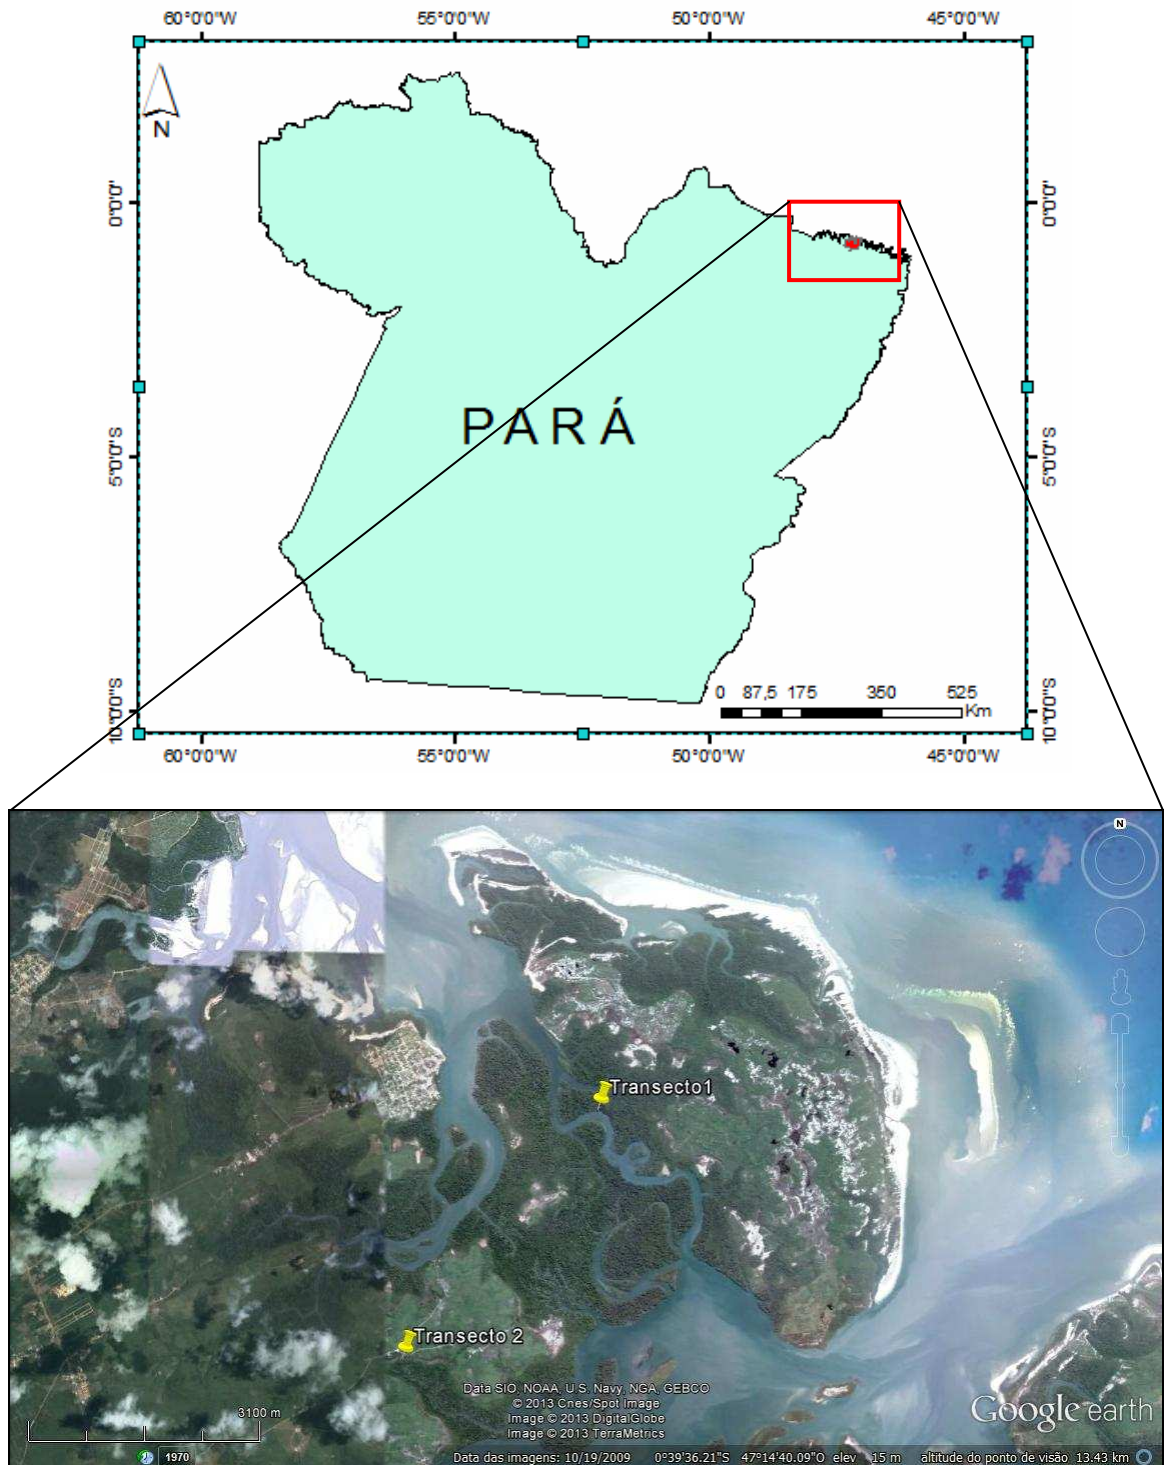 60°0'0"W 55°0'0"W 50°0'0"W 45°0'0"W
N
0°0'0" 0°0'0"
PARÁ
5°0'0"S 5°0'0"S
0 87,5 175 350 525
Km
10°0'0"S 10°0'0"S
60°0'0"W 55°0'0"W 50°0'0"W 45°0'0"W
N
Transecto1
Transecto 2
Data SIO, NOAA, U.S. Navy, NGA, GEBCO
© 2013 Cnes/Spot Image
Image © 2013 DigitalGlobe
Image © 2013 TerraMetrics
Google earth
3100 m
1970
Data das imagens: 10/19/2009 0°39'36.21"S 47°14'40.09"O elev 15 m altitude do ponto de visão 13.43 km